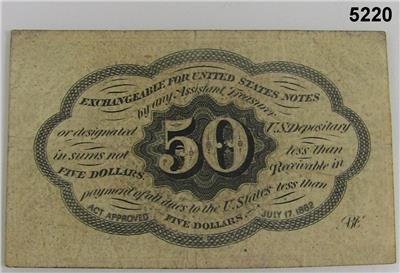 5220
EXCHANGEABLE FOR UNITED STATES NOTES
by any Assistant Treasurer
or designated U.S. Depositary
in sums not less than
FIVE DOLLARS. Receivable in
payments of all dues to the U. States less than
FIVE DOLLARS.
ACT APPROVED JULY 17, 1862
50